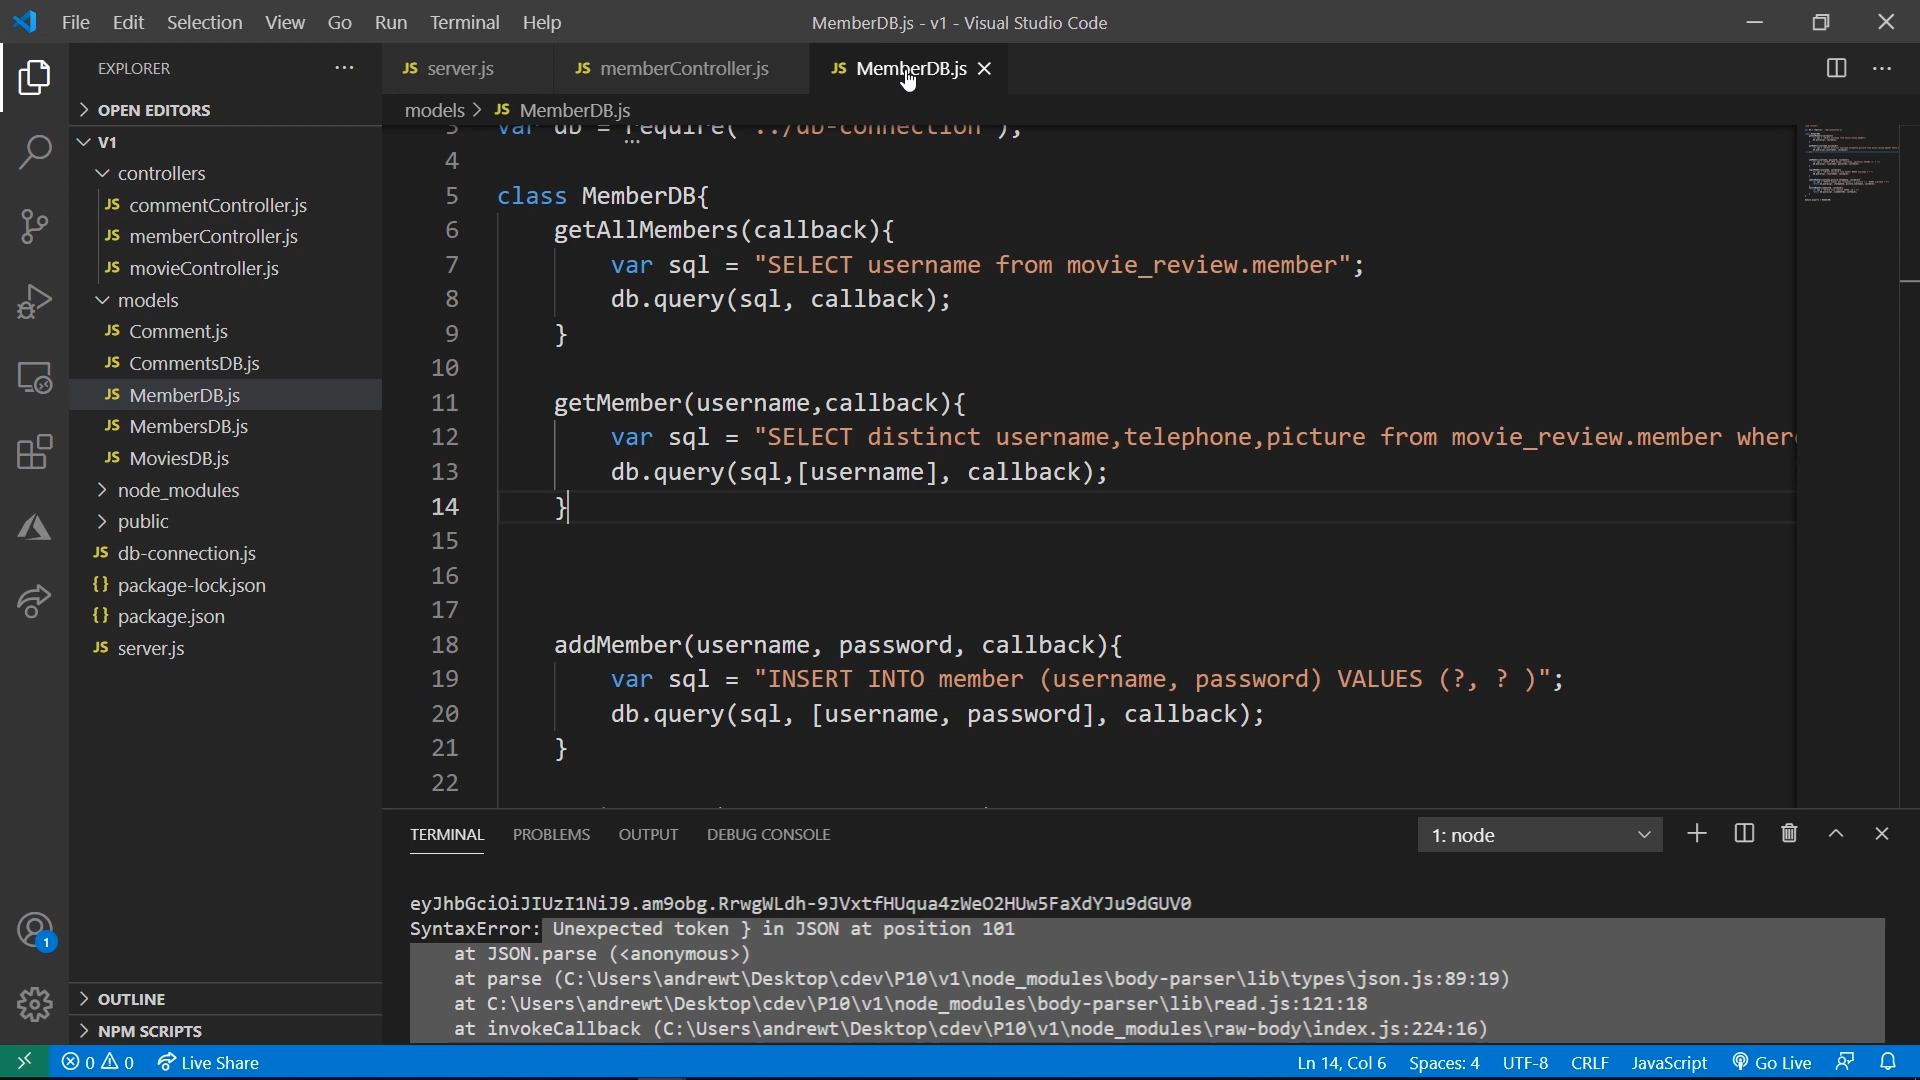 File Edit Selection View Go Run Terminal Help
MemberDB.js - v1 - Visual Studio Code
EXPLORER
OPEN EDITORS
V1
controllers
JS commentController.js
JS memberController.js
JS movieController.js
models
JS Comment.js
JS CommentsDB.js
JS MemberDB.js
JS MembersDB.js
JS MoviesDB.js
node_modules
public
JS db-connection.js
{} package-lock.json
{} package.json
JS server.js
OUTLINE
NPM SCRIPTS
JS server.js JS memberController.js JS MemberDB.js
models > JS MemberDB.js
3 var db = require('../db-connection');
4
5 class MemberDB{
6 getAllMembers(callback){
7 var sql = "SELECT username from movie_review.member";
8 db.query(sql, callback);
9 }
10
11 getMember(username,callback){
12 var sql = "SELECT distinct username,telephone,picture from movie_review.member where
13 db.query(sql,[username], callback);
14 }
15
16
17
18 addMember(username, password, callback){
19 var sql = "INSERT INTO member (username, password) VALUES (?, ? )";
20 db.query(sql, [username, password], callback);
21 }
22
TERMINAL PROBLEMS OUTPUT DEBUG CONSOLE
1: node
eyJhbGciOiJIUzI1NiJ9.am9obg.RrwgWLdh-9JVxtfHUqua4zWeO2HUw5FaXdYJu9dGUV0
SyntaxError: Unexpected token } in JSON at position 101
at JSON.parse (<anonymous>)
at parse (C:\Users\andrewt\Desktop\cdev\P10\v1\node_modules\body-parser\lib\types\json.js:89:19)
at C:\Users\andrewt\Desktop\cdev\P10\v1\node_modules\body-parser\lib\read.js:121:18
at invokeCallback (C:\Users\andrewt\Desktop\cdev\P10\v1\node_modules\raw-body\index.js:224:16)
1
0 0 Live Share
Ln 14, Col 6 Spaces: 4 UTF-8 CRLF JavaScript Go Live